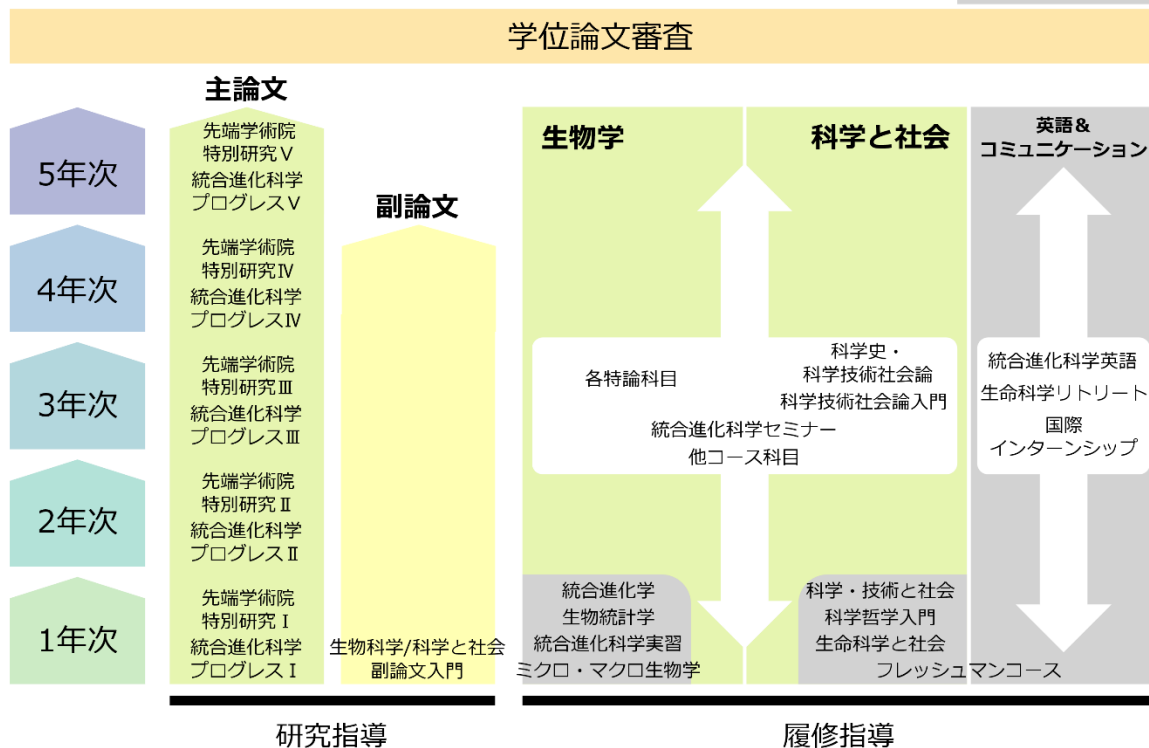 学位論文審査
5年次
4年次
3年次
2年次
1年次
主論文
先端学術院
特別研究Ⅴ
統合進化科学
プログレスⅤ
先端学術院
特別研究Ⅳ
統合進化科学
プログレスⅣ
先端学術院
特別研究Ⅲ
統合進化科学
プログレスⅢ
先端学術院
特別研究Ⅱ
統合進化科学
プログレスⅡ
先端学術院
特別研究Ⅰ
統合進化科学
プログレスⅠ
副論文
生物科学/科学と社会
副論文入門
研究指導
生物学
科学と社会
各特論科目
科学史・
科学技術社会論
科学技術社会論入門
統合進化科学セミナー
他コース科目
統合進化学
生物統計学
統合進化科学実習
ミクロ・マクロ生物学
科学・技術と社会
科学哲学入門
生命科学と社会
フレッシュマンコース
英語&
コミュニケーション
統合進化科学英語
生命科学リトリート
国際
インターンシップ
履修指導